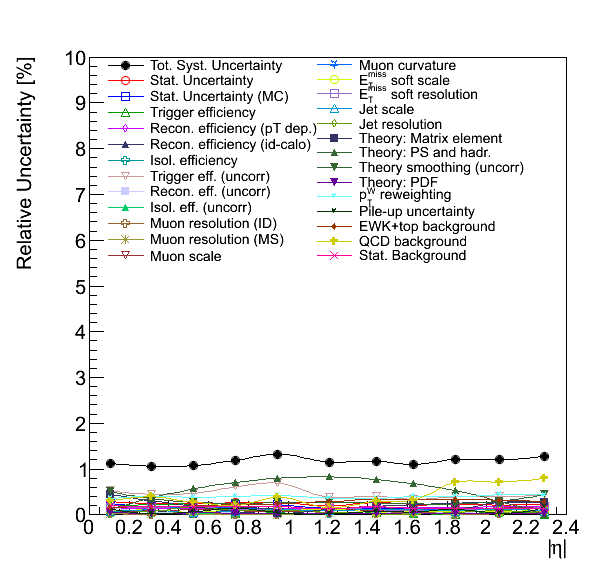 Relative Uncertainty [%]
10
9
8
7
6
5
4
3
2
1
0
Tot. Syst. Uncertainty
Stat. Uncertainty
Stat. Uncertainty (MC)
Trigger efficiency
Recon. efficiency (pT dep.)
Recon. efficiency (id-calo)
Isol. efficiency
Trigger eff. (uncorr)
Recon. eff. (uncorr)
Isol. eff. (uncorr)
Muon resolution (ID)
Muon resolution (MS)
Muon scale
Muon curvature
E_T^miss soft scale
E_T^miss soft resolution
Jet scale
Jet resolution
Theory: Matrix element
Theory: PS and hadr.
Theory smoothing (uncorr)
Theory: PDF
p_T^W reweighting
Pile-up uncertainty
EWK+top background
QCD background
Stat. Background
0 0.2 0.4 0.6 0.8 1 1.2 1.4 1.6 1.8 2 2.2 2.4
|η|